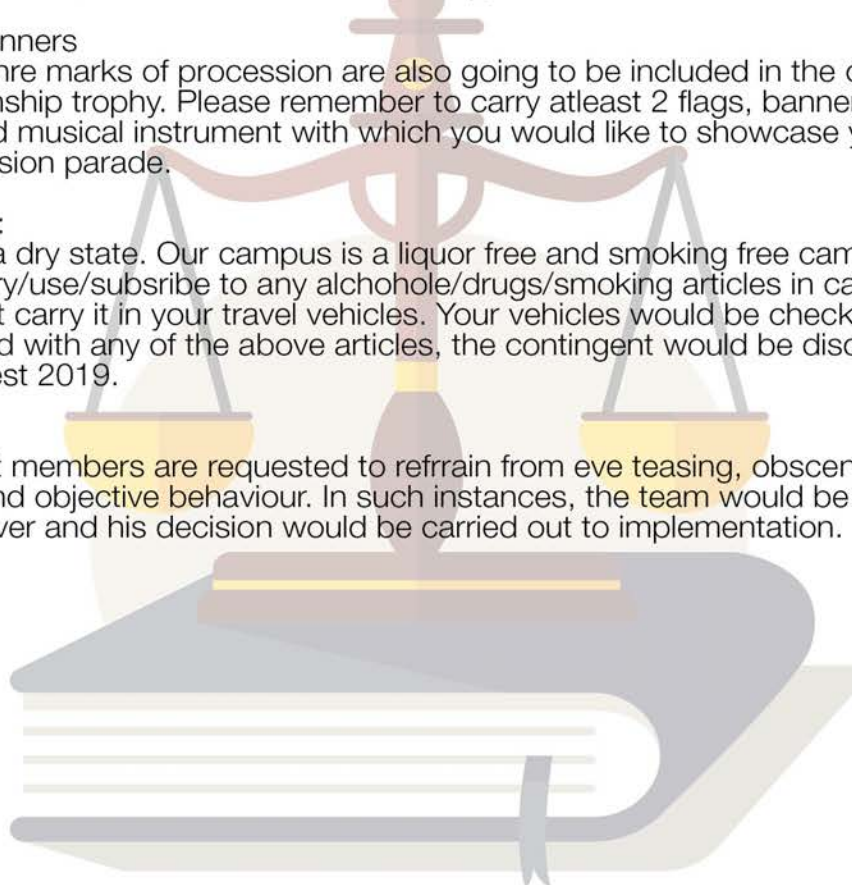 nners
nre marks of procession are also going to be included in the
nship trophy. Please remember to carry atleast 2 flags, banner
d musical instrument with which you would like to showcase
sion parade.
:
a dry state. Our campus is a liquor free and smoking free cam
ry/use/subsribe to any alchohole/drugs/smoking articles in ca
t carry it in your travel vehicles. Your vehicles would be check
d with any of the above articles, the contingent would be disc
est 2019.
t members are requested to refrrain from eve teasing, obscen
nd objective behaviour. In such instances, the team would be
ver and his decision would be carried out to implementation.